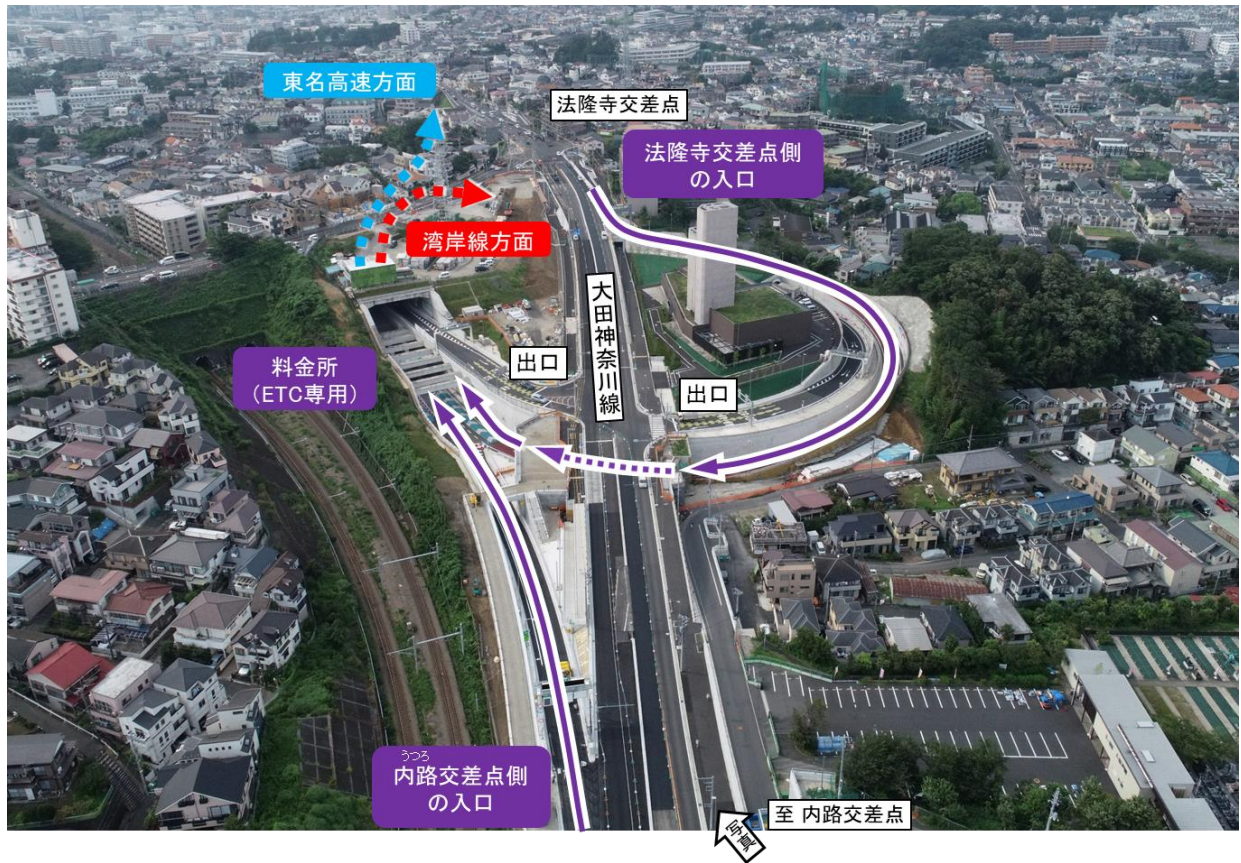 東名高速方面
法隆寺交差点
法隆寺交差点側
の入口
湾岸線方面
大田神奈川線
料金所
(ETC専用)
出口
出口
うつろ
内路交差点側
の入口
至 内路交差点
写真